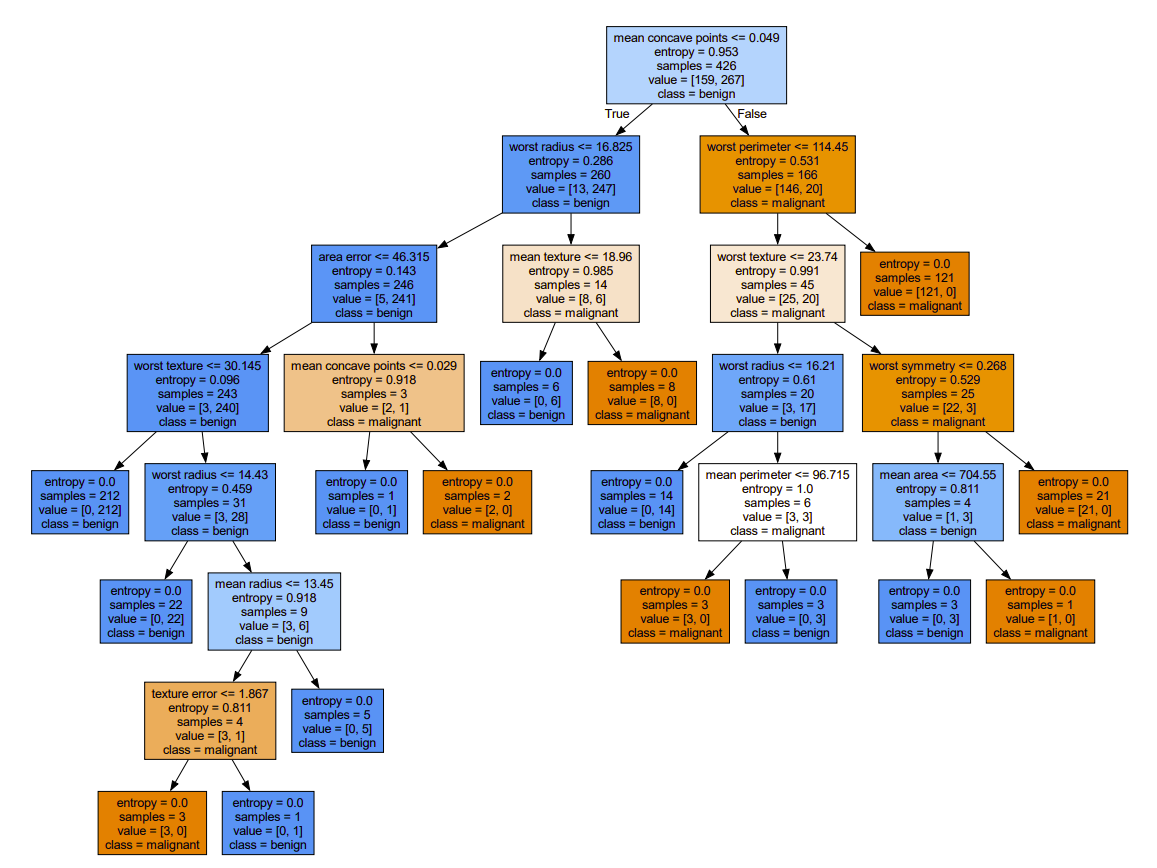 mean concave points <= 0.049
entropy = 0.953
samples = 426
value = [159, 267]
class = benign
True
False
worst radius <= 16.825
entropy = 0.286
samples = 260
value = [13, 247]
class = benign
worst perimeter <= 114.45
entropy = 0.531
samples = 166
value = [146, 20]
class = malignant
area error <= 46.315
entropy = 0.143
samples = 246
value = [5, 241]
class = benign
mean texture <= 18.96
entropy = 0.985
samples = 14
value = [8, 6]
class = malignant
worst texture <= 23.74
entropy = 0.991
samples = 45
value = [25, 20]
class = malignant
entropy = 0.0
samples = 121
value = [121, 0]
class = malignant
worst texture <= 30.145
entropy = 0.096
samples = 243
value = [3, 240]
class = benign
mean concave points <= 0.029
entropy = 0.918
samples = 3
value = [2, 1]
class = malignant
entropy = 0.0
samples = 6
value = [0, 6]
class = benign
entropy = 0.0
samples = 8
value = [8, 0]
class = malignant
worst radius <= 16.21
entropy = 0.61
samples = 20
value = [3, 17]
class = benign
worst symmetry <= 0.268
entropy = 0.529
samples = 25
value = [22, 3]
class = malignant
entropy = 0.0
samples = 212
value = [0, 212]
class = benign
worst radius <= 14.43
entropy = 0.459
samples = 31
value = [3, 28]
class = benign
entropy = 0.0
samples = 1
value = [0, 1]
class = benign
entropy = 0.0
samples = 2
value = [2, 0]
class = malignant
entropy = 0.0
samples = 14
value = [0, 14]
class = benign
mean perimeter <= 96.715
entropy = 1.0
samples = 6
value = [3, 3]
class = malignant
mean area <= 704.55
entropy = 0.811
samples = 4
value = [1, 3]
class = benign
entropy = 0.0
samples = 21
value = [21, 0]
class = malignant
entropy = 0.0
samples = 22
value = [0, 22]
class = benign
mean radius <= 13.45
entropy = 0.918
samples = 9
value = [3, 6]
class = benign
entropy = 0.0
samples = 3
value = [3, 0]
class = malignant
entropy = 0.0
samples = 3
value = [0, 3]
class = benign
entropy = 0.0
samples = 3
value = [0, 3]
class = benign
entropy = 0.0
samples = 1
value = [1, 0]
class = malignant
texture error <= 1.867
entropy = 0.811
samples = 4
value = [3, 1]
class = malignant
entropy = 0.0
samples = 5
value = [0, 5]
class = benign
entropy = 0.0
samples = 3
value = [3, 0]
class = malignant
entropy = 0.0
samples = 1
value = [0, 1]
class = benign